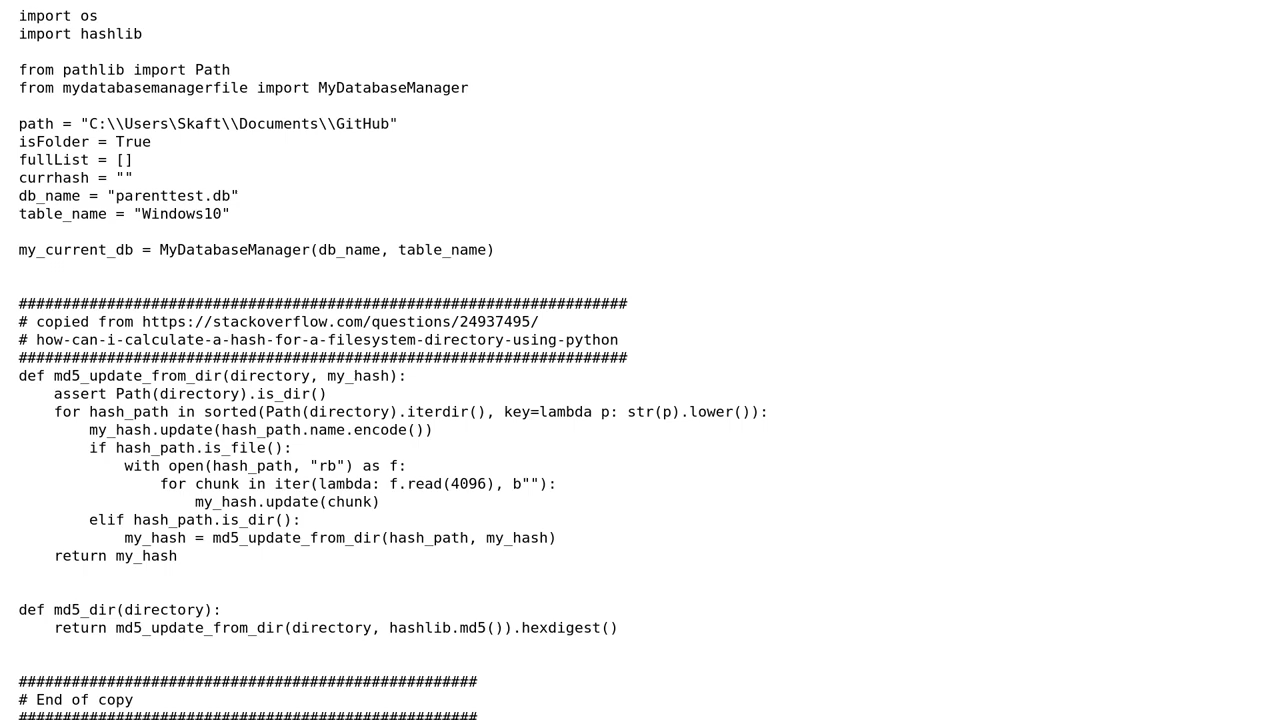 import os
import hashlib

from pathlib import Path
from mydatabasemanagerfile import MyDatabaseManager

path = "C:\\Users\Skaft\\Documents\\GitHub"
isFolder = True
fullList = []
currhash = ""
db_name = "parenttest.db"
table_name = "Windows10"

my_current_db = MyDatabaseManager(db_name, table_name)


#####################################################################
# copied from https://stackoverflow.com/questions/24937495/
# how-can-i-calculate-a-hash-for-a-filesystem-directory-using-python
#####################################################################
def md5_update_from_dir(directory, my_hash):
    assert Path(directory).is_dir()
    for hash_path in sorted(Path(directory).iterdir(), key=lambda p: str(p).lower()):
        my_hash.update(hash_path.name.encode())
        if hash_path.is_file():
            with open(hash_path, "rb") as f:
                for chunk in iter(lambda: f.read(4096), b""):
                    my_hash.update(chunk)
        elif hash_path.is_dir():
            my_hash = md5_update_from_dir(hash_path, my_hash)
    return my_hash


def md5_dir(directory):
    return md5_update_from_dir(directory, hashlib.md5()).hexdigest()


####################################################
# End of copy
####################################################